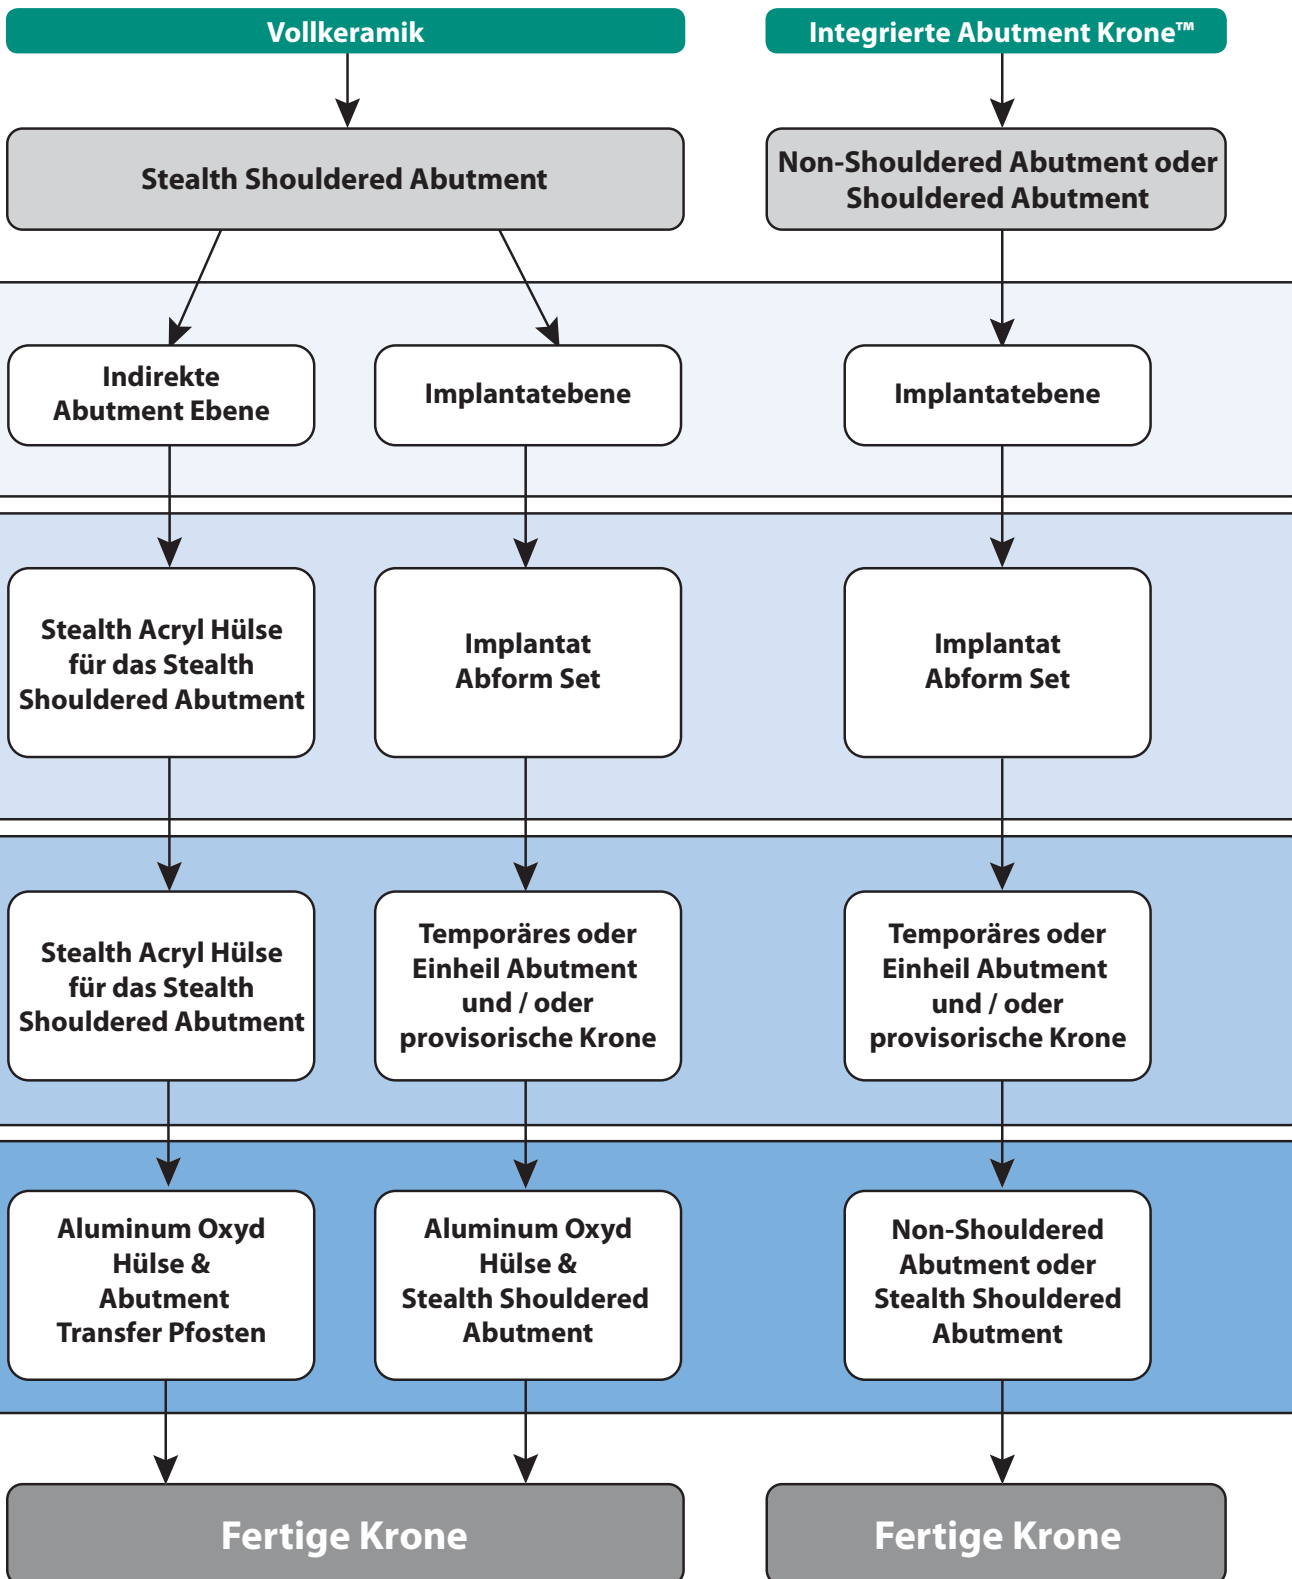 Vollkeramik
Integrierte Abutment Krone™
Stealth Shouldered Abutment
Non-Shouldered Abutment oder
Shouldered Abutment
Indirekte
Abutment Ebene
Implantatebene
Implantatebene
Stealth Acryl Hülse
für das Stealth
Shouldered Abutment
Implantat
Abform Set
Implantat
Abform Set
Stealth Acryl Hülse
für das Stealth
Shouldered Abutment
Temporäres oder
Einheil Abutment
und / oder
provisorische Krone
Temporäres oder
Einheil Abutment
und / oder
provisorische Krone
Aluminum Oxyd
Hülse &
Abutment
Transfer Pfosten
Aluminum Oxyd
Hülse &
Stealth Shouldered
Abutment
Non-Shouldered
Abutment oder
Stealth Shouldered
Abutment
Fertige Krone
Fertige Krone